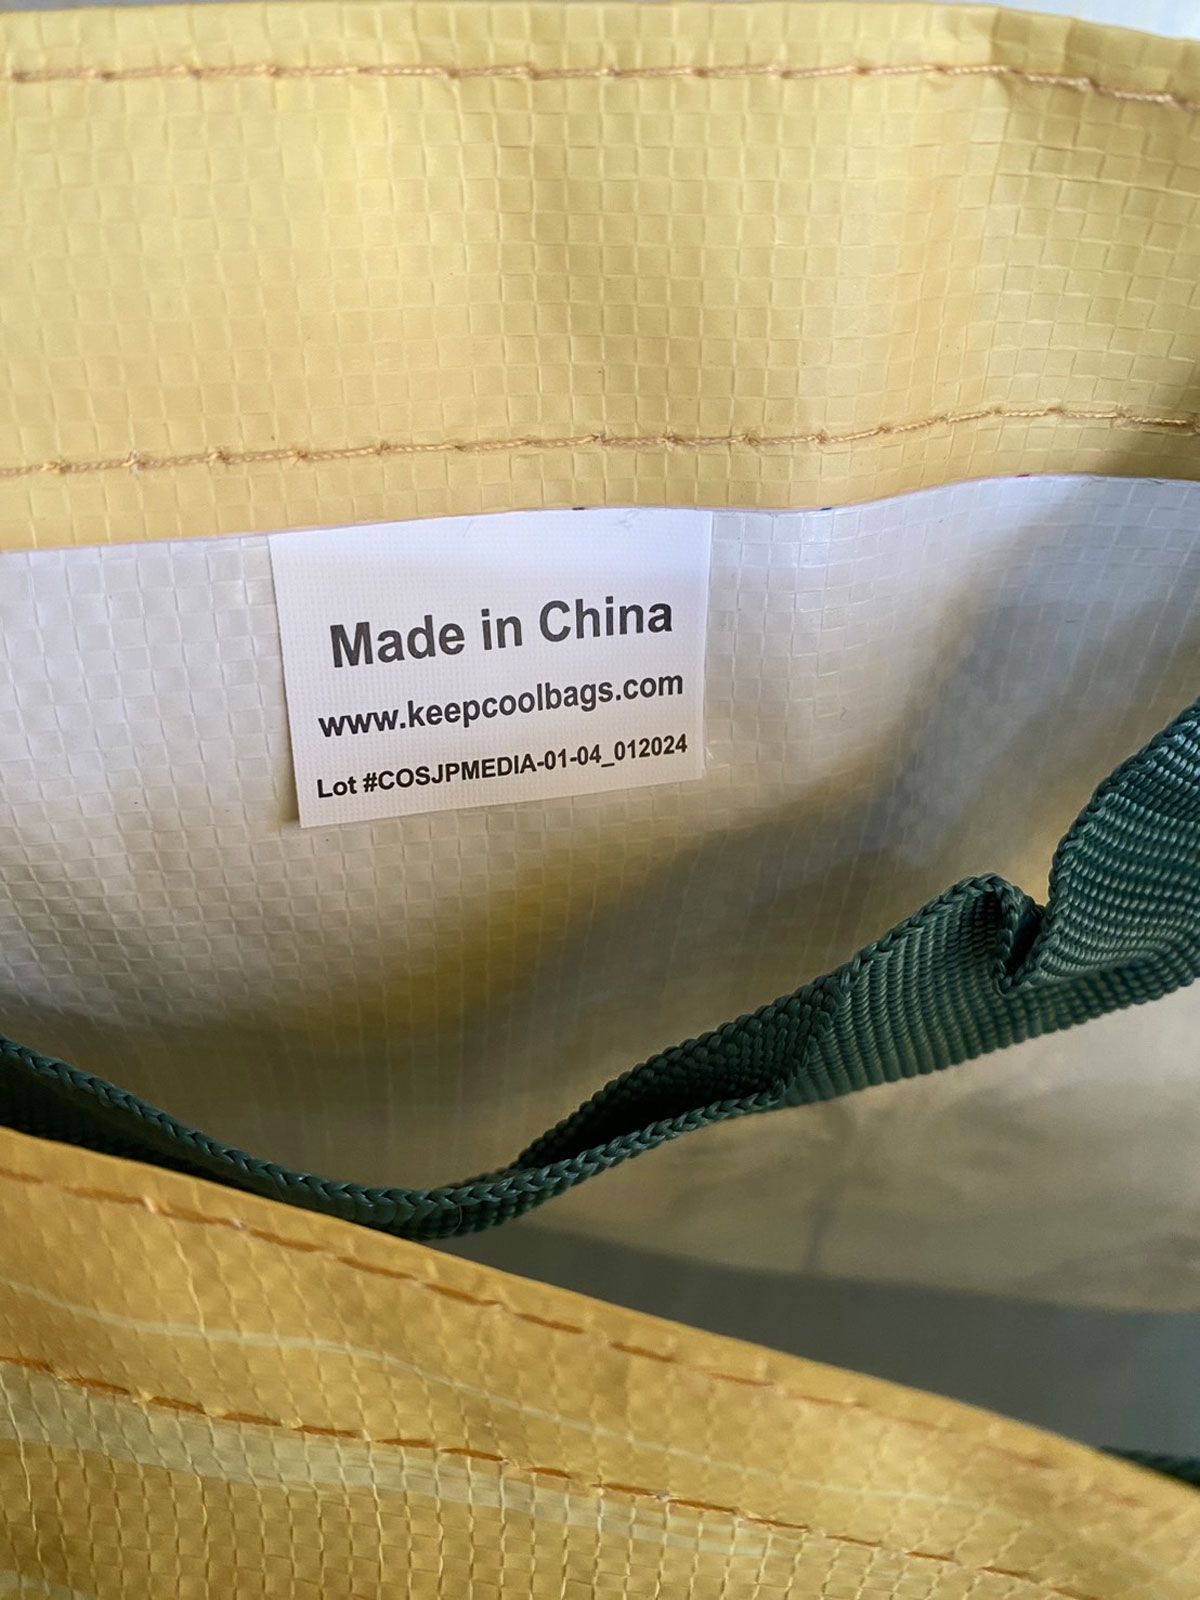 Made in China
www.keepcoolbags.com
Lot #COSJPMEDIA-01-04_012024